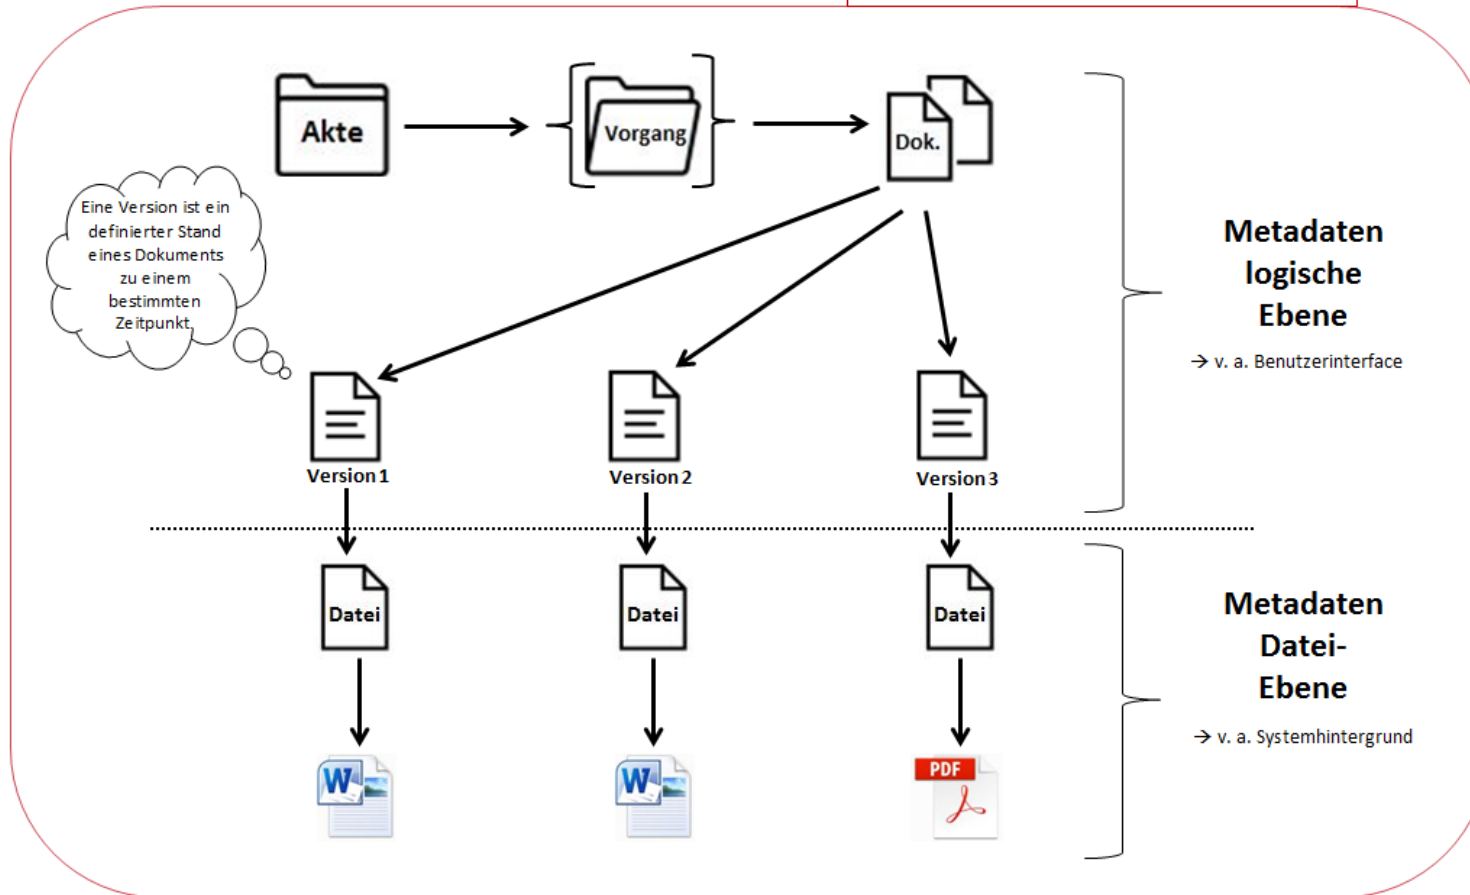 Akte
Vorgang
Dok.
Eine Version ist ein
definierter Stand
eines Dokuments
zu einem
bestimmten
Zeitpunkt
Metadaten
logische
Ebene
→ v. a. Benutzerinterface
Version 1
Version 2
Version 3
Datei
Datei
Datei
Metadaten
Datei-
Ebene
→ v. a. Systemhintergrund
W
W
PDF